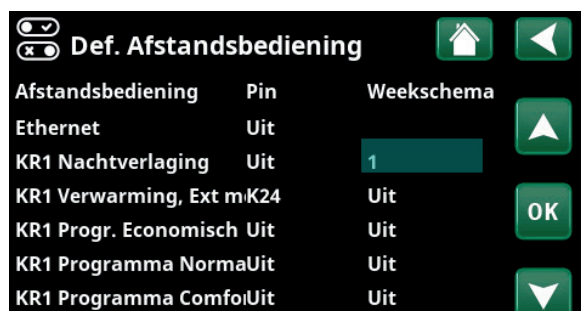 Def. Afstandsbediening
Afstandsbediening Pin Weekschema
Ethernet Uit
KR1 Nachtverlaging Uit 1
KR1 Verwarming, Ext m K24 Uit
KR1 Progr. Economisch Uit Uit
KR1 Programma Norma Uit Uit
KR1 Programma Comfo Uit Uit
OK